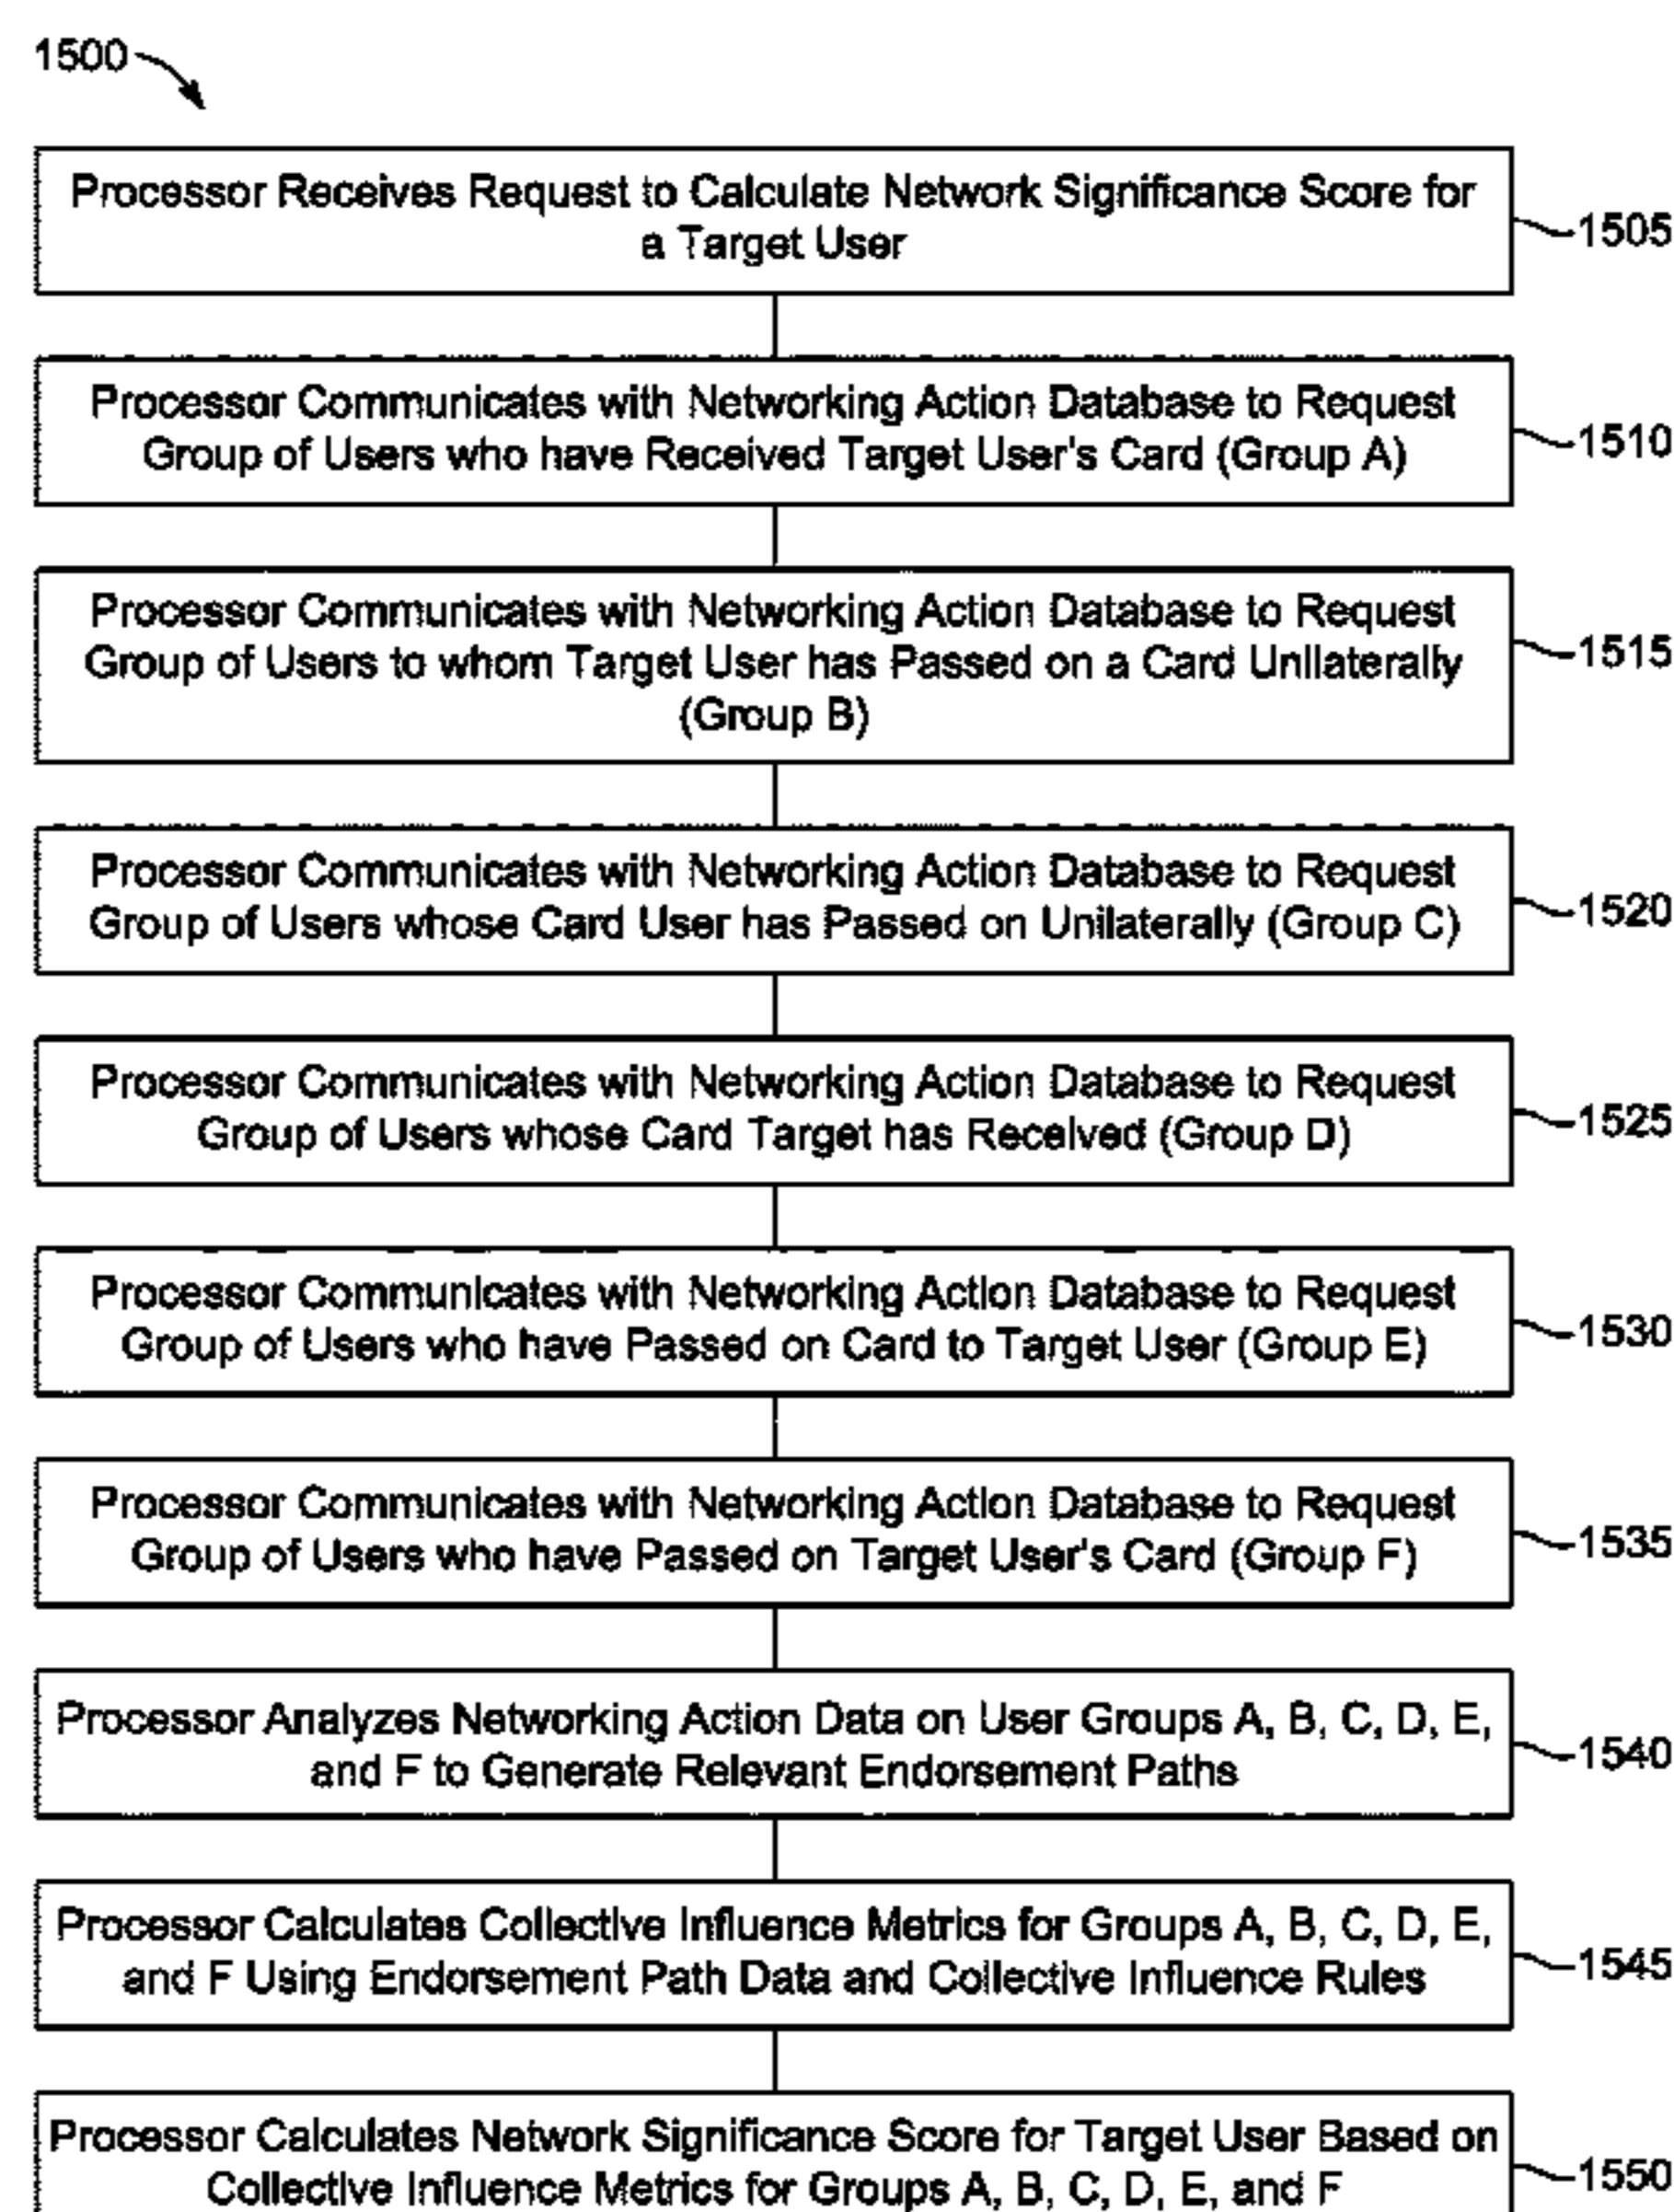 1500
Processor Receives Request to Calculate Network Significance Score for
a Target User
1505
Processor Communicates with Networking Action Database to Request
Group of Users who have Received Target User's Card (Group A)
1510
Processor Communicates with Networking Action Database to Request
Group of Users to whom Target User has Passed on a Card Unilaterally
(Group B)
1515
Processor Communicates with Networking Action Database to Request
Group of Users whose Card User has Passed on Unilaterally (Group C)
1520
Processor Communicates with Networking Action Database to Request
Group of Users whose Card Target has Received (Group D)
1525
Processor Communicates with Networking Action Database to Request
Group of Users who have Passed on Card to Target User (Group E)
1530
Processor Communicates with Networking Action Database to Request
Group of Users who have Passed on Target User's Card (Group F)
1535
Processor Analyzes Networking Action Data on User Groups A, B, C, D, E,
and F to Generate Relevant Endorsement Paths
1540
Processor Calculates Collective Influence Metrics for Groups A, B, C, D, E,
and F Using Endorsement Path Data and Collective Influence Rules
1545
Processor Calculates Network Significance Score for Target User Based on
Collective Influence Metrics for Groups A, B, C, D, E, and F
1550